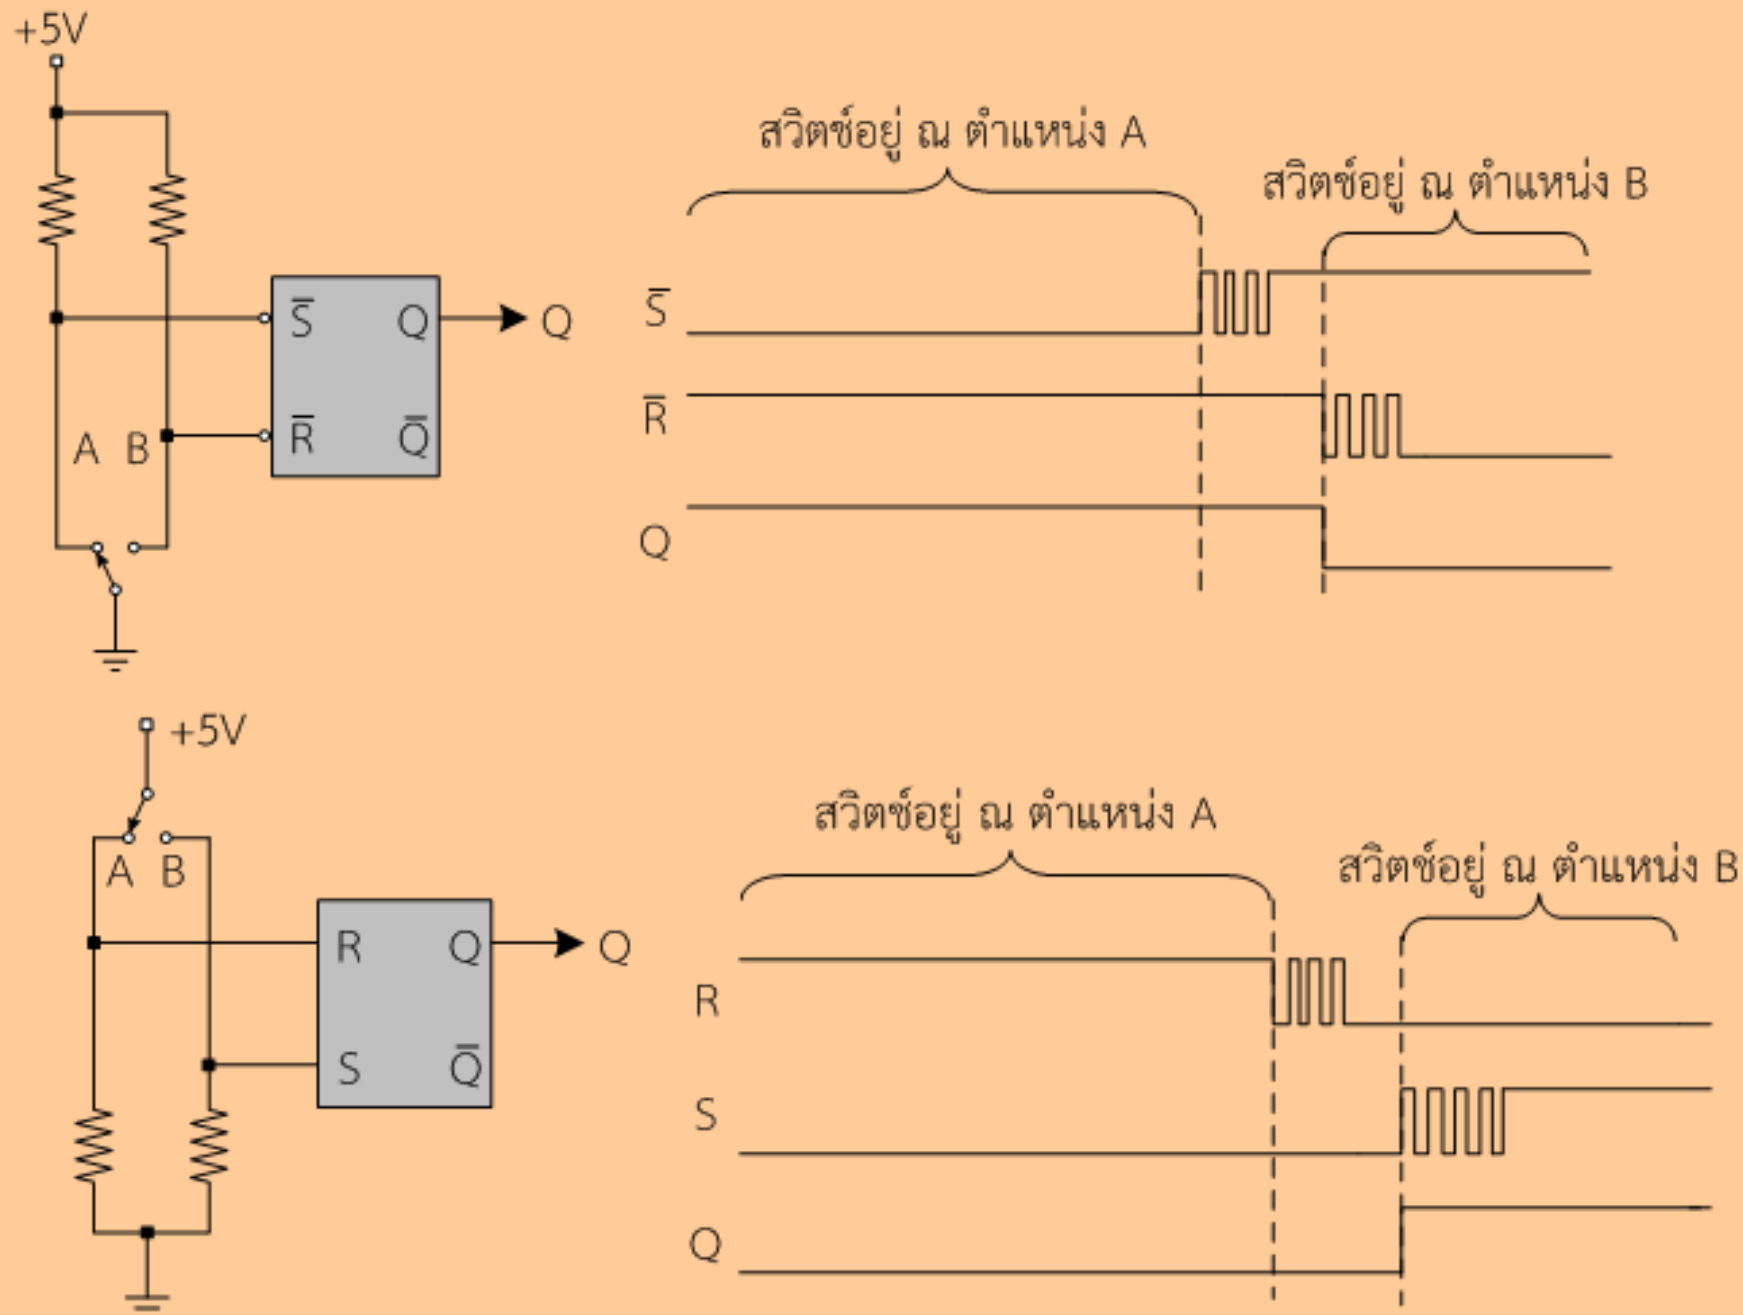 +5V
สวิตช์อยู่ ณ ตำแหน่ง A
สวิตช์อยู่ ณ ตำแหน่ง B
S̅ Q Q
R̅ Q̅
A B
S̅
R̅
Q
+5V
A B
สวิตช์อยู่ ณ ตำแหน่ง A
สวิตช์อยู่ ณ ตำแหน่ง B
R Q Q
S Q̅
R
S
Q